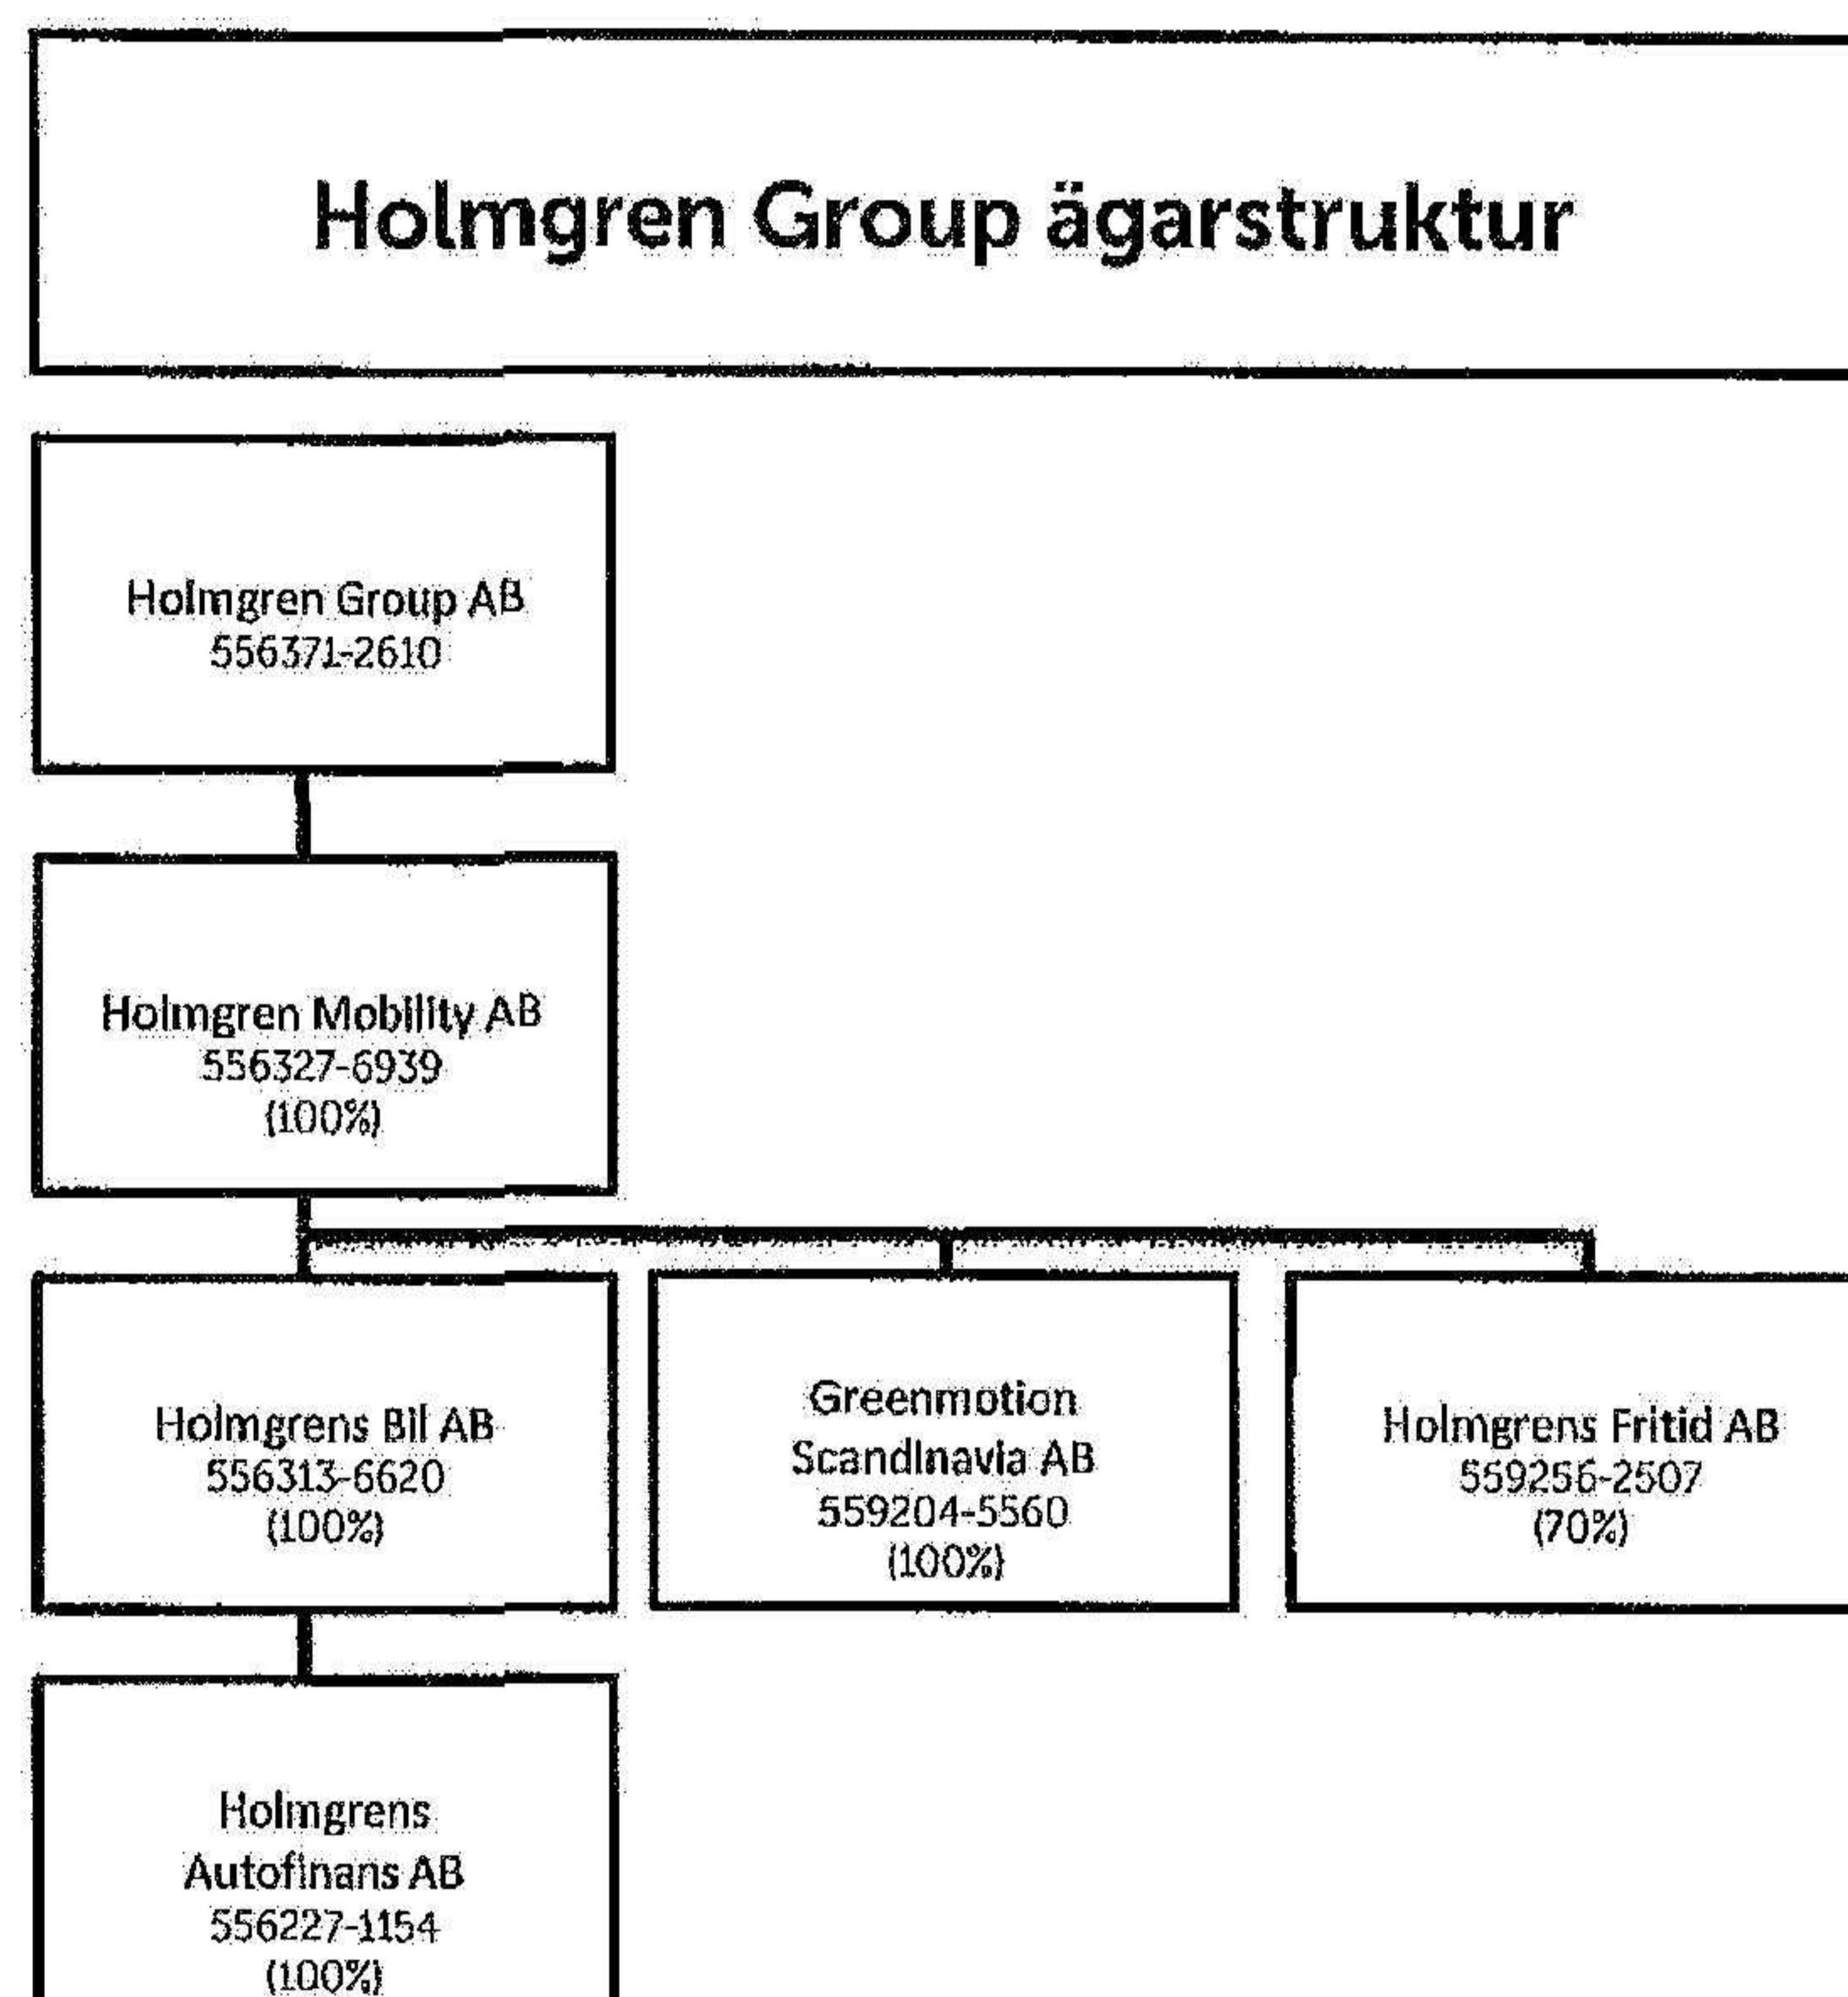 Holmgren Group ägarstruktur
Holmgren Group AB
556371-2610
Holmgren Mobility AB
556327-6939
(100%)
Holmgrens Bil AB
556313-6620
(100%)
Greenmotion
Scandinavia AB
559204-5560
(100%)
Holmgrens Fritid AB
559256-2507
(70%)
Holmgrens
Autofinans AB
556227-1154
(100%)